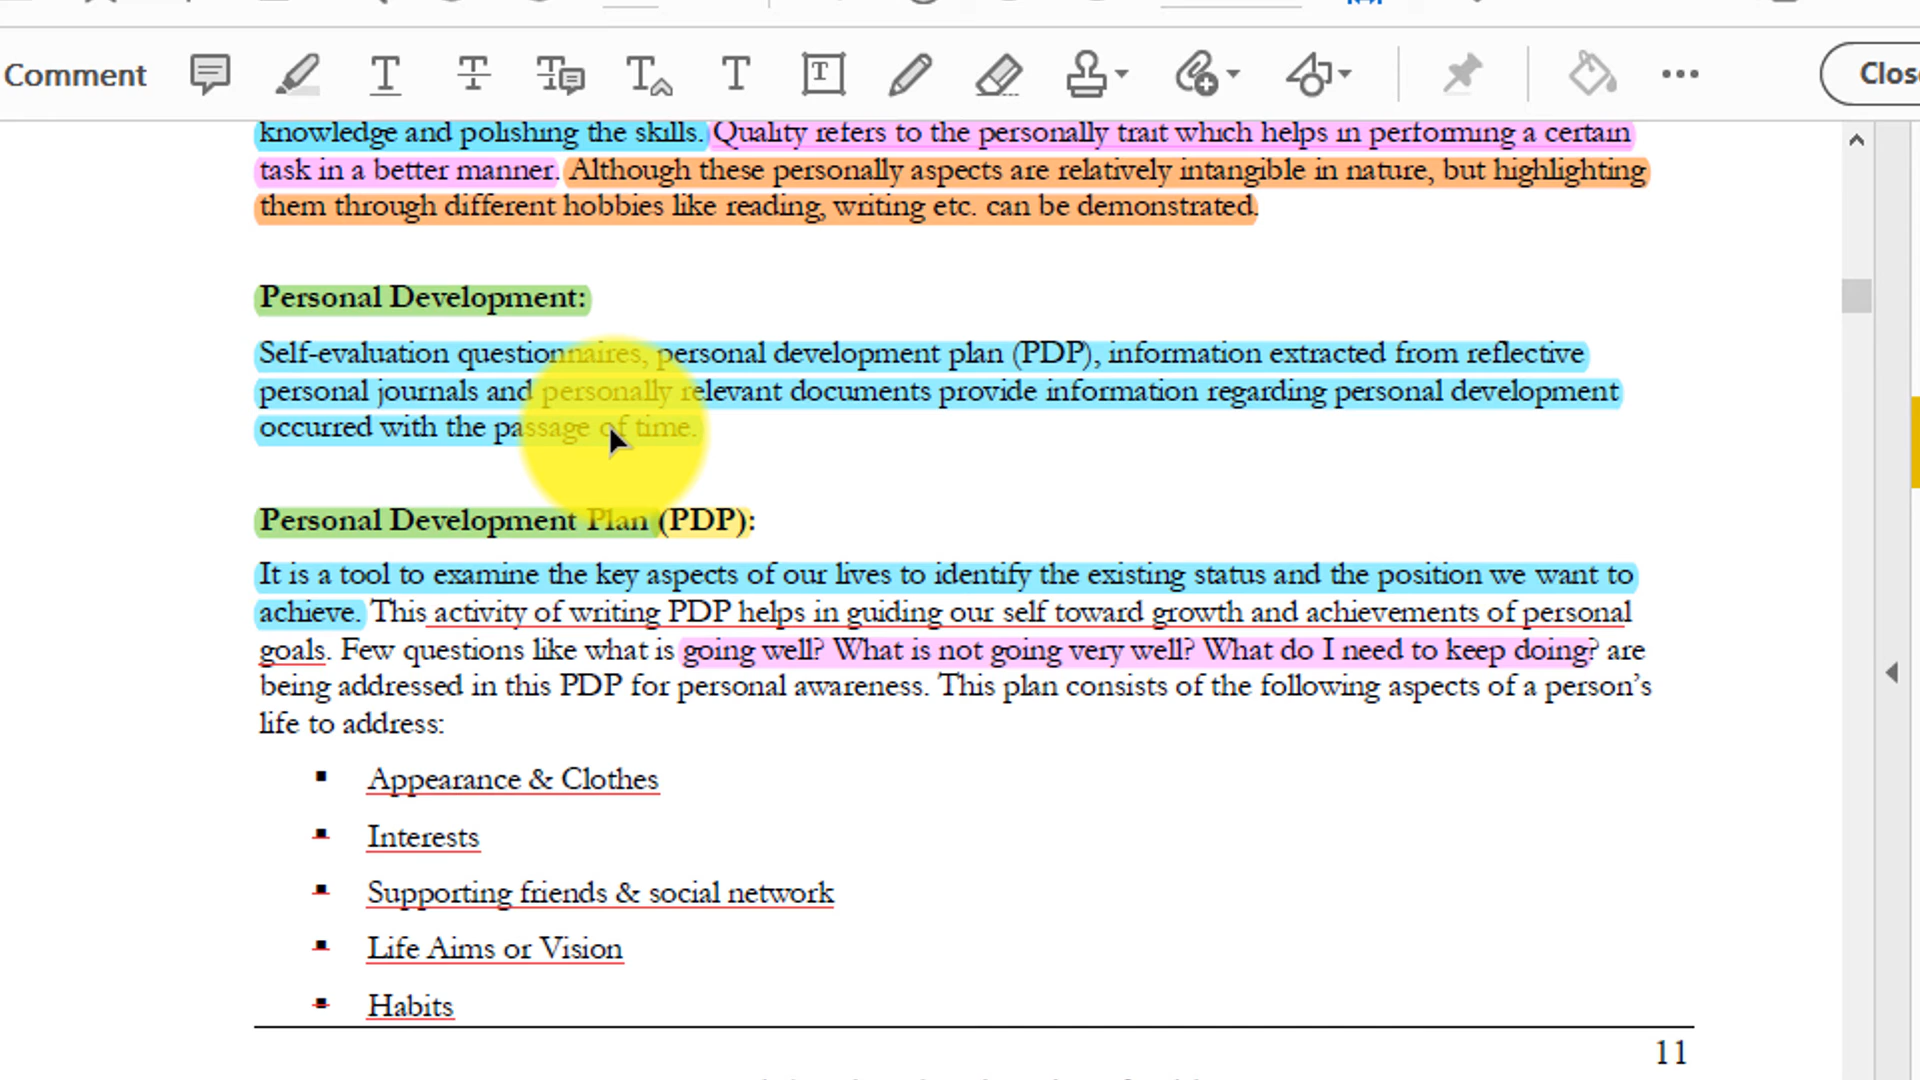 Comment
Clos
knowledge and polishing the skills. Quality refers to the personally trait which helps in performing a certain
task in a better manner. Although these personally aspects are relatively intangible in nature, but highlighting
them through different hobbies like reading, writing etc. can be demonstrated.
Personal Development:
Self-evaluation questionnaires, personal development plan (PDP), information extracted from reflective
personal journals and personally relevant documents provide information regarding personal development
occurred with the passage of time.
Personal Development Plan (PDP):
It is a tool to examine the key aspects of our lives to identify the existing status and the position we want to
achieve. This activity of writing PDP helps in guiding our self toward growth and achievements of personal
goals. Few questions like what is going well? What is not going very well? What do I need to keep doing? are
being addressed in this PDP for personal awareness. This plan consists of the following aspects of a person’s
life to address:
▪ Appearance & Clothes
▪ Interests
▪ Supporting friends & social network
▪ Life Aims or Vision
▪ Habits
11